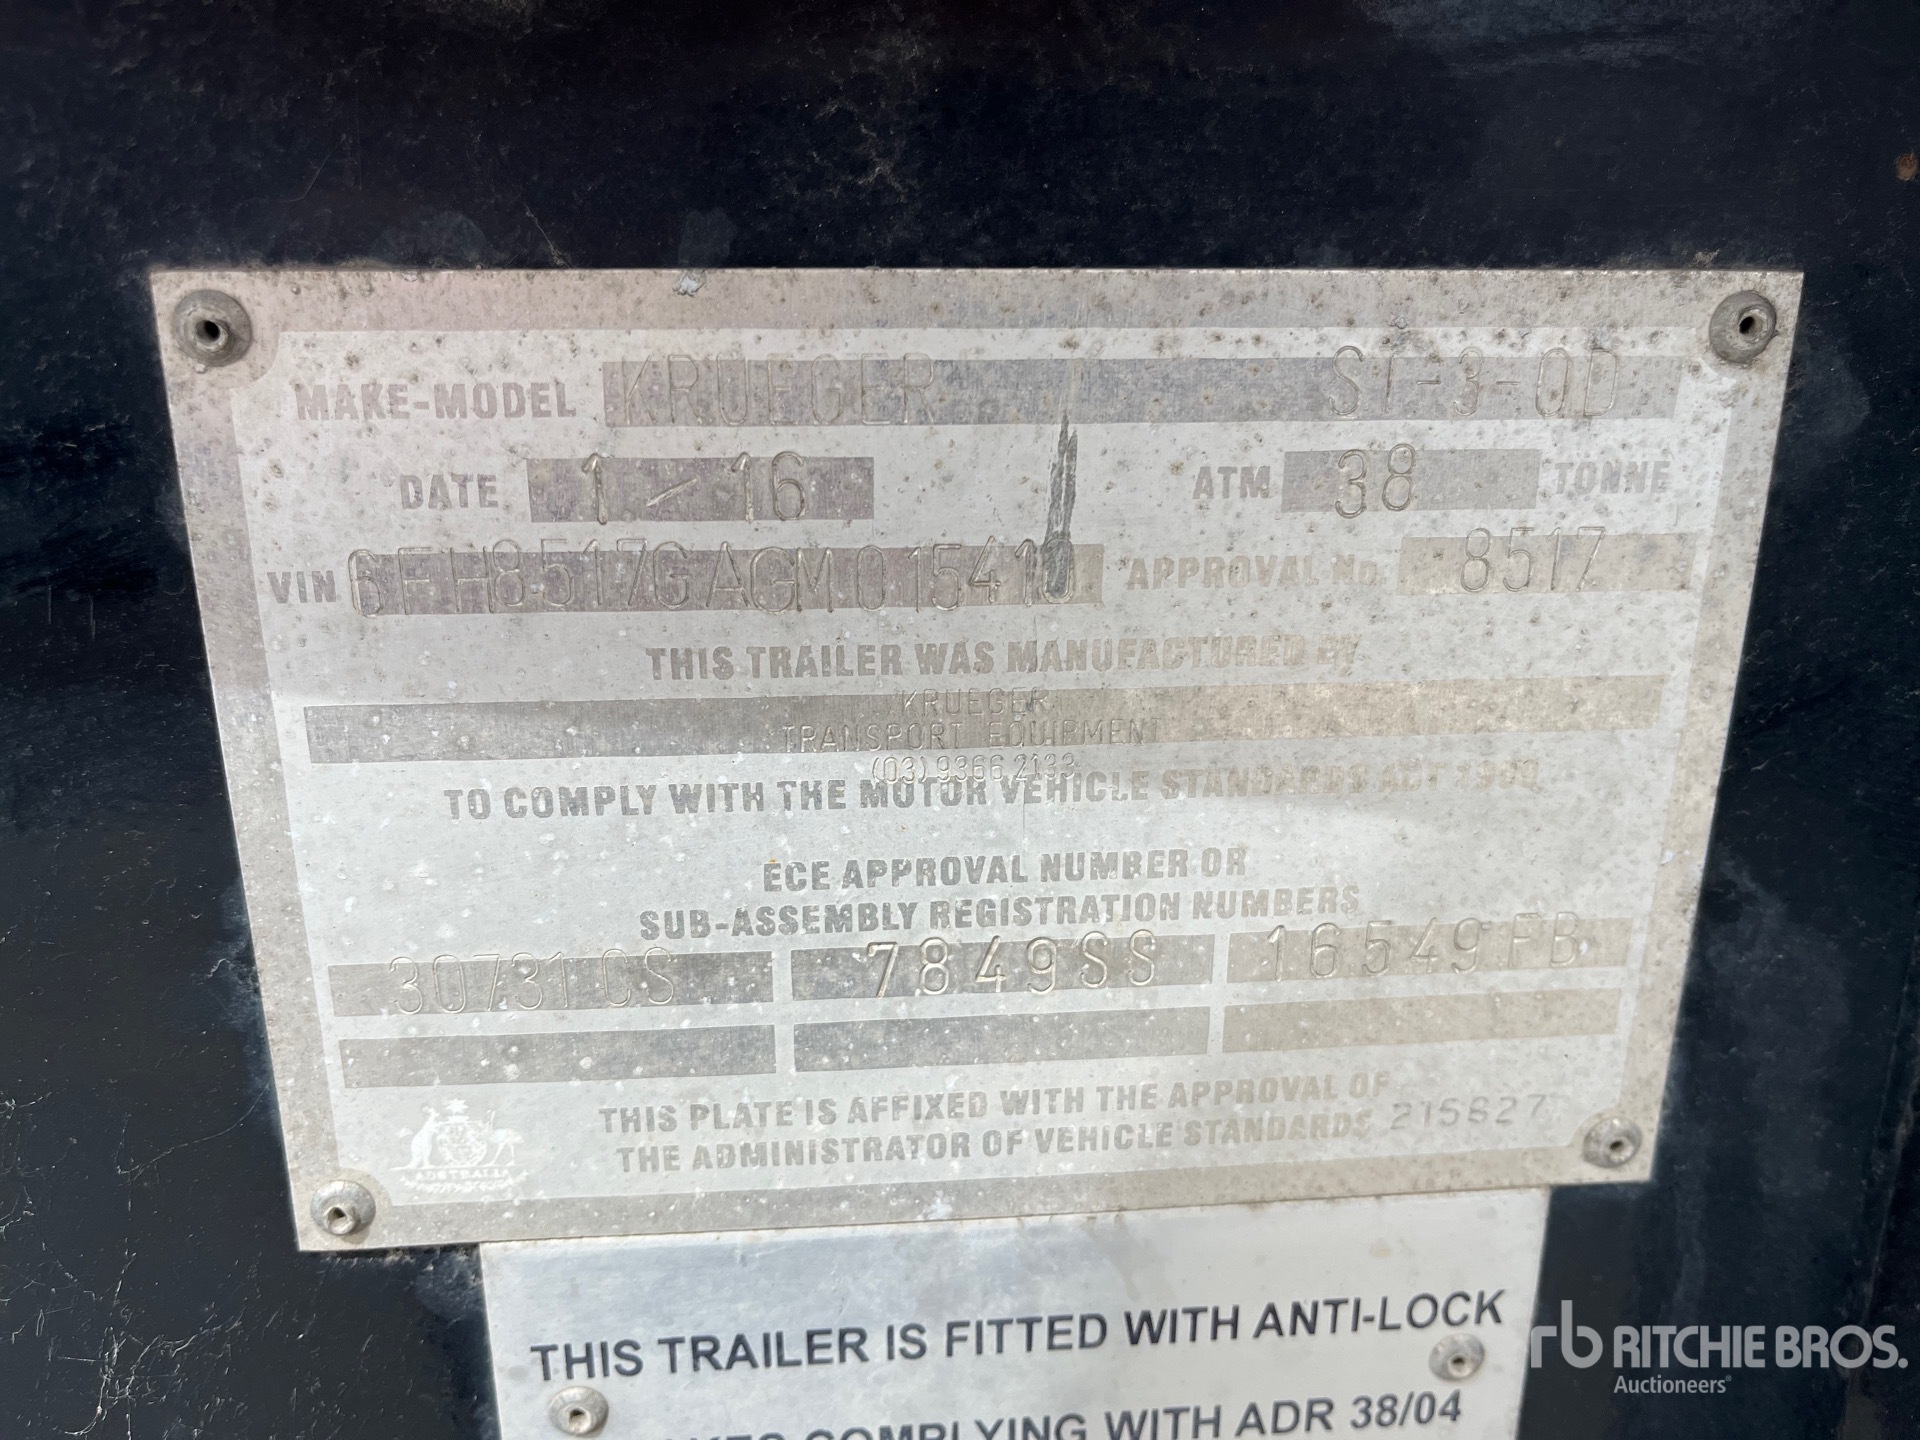 MAKE-MODEL KRUEGER ST-3-OD
DATE 1 / 16 ATM 38 TONNE
VIN 6FH8517GAGM015410 APPROVAL No. 8517
THIS TRAILER WAS MANUFACTURED BY
KRUEGER
TRANSPORT EQUIPMENT
(03) 9366 2133
TO COMPLY WITH THE MOTOR VEHICLE STANDARDS ACT 1989
ECE APPROVAL NUMBER OR
SUB-ASSEMBLY REGISTRATION NUMBERS
30731CS 7849SS 16549FB
THIS PLATE IS AFFIXED WITH THE APPROVAL OF
THE ADMINISTRATOR OF VEHICLE STANDARDS 215827
AUSTRALIA
THIS TRAILER IS FITTED WITH ANTI-LOCK
COMPLYING WITH ADR 38/04
rb RITCHIE BROS.
Auctioneers